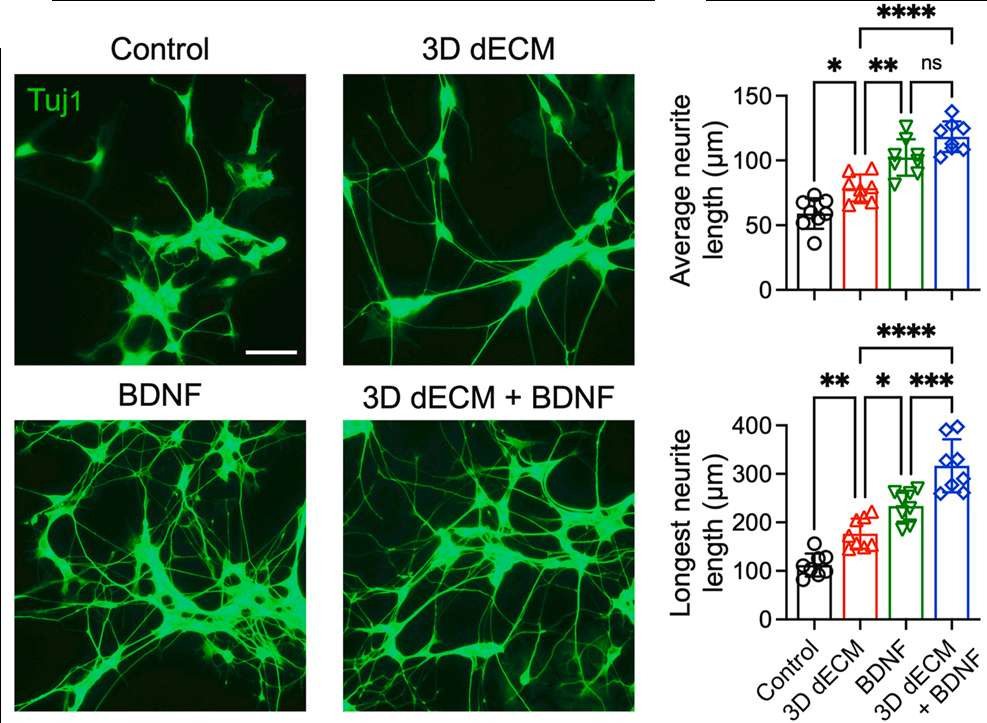 Control
3D dECM
Tuj1
BDNF
3D dECM + BDNF
****
* ** ns
Average neurite
length (μm)
150
100
50
0
****
** * ***
Longest neurite
length (μm)
400
300
200
100
0
Control
3D dECM
BDNF
3D dECM
+ BDNF